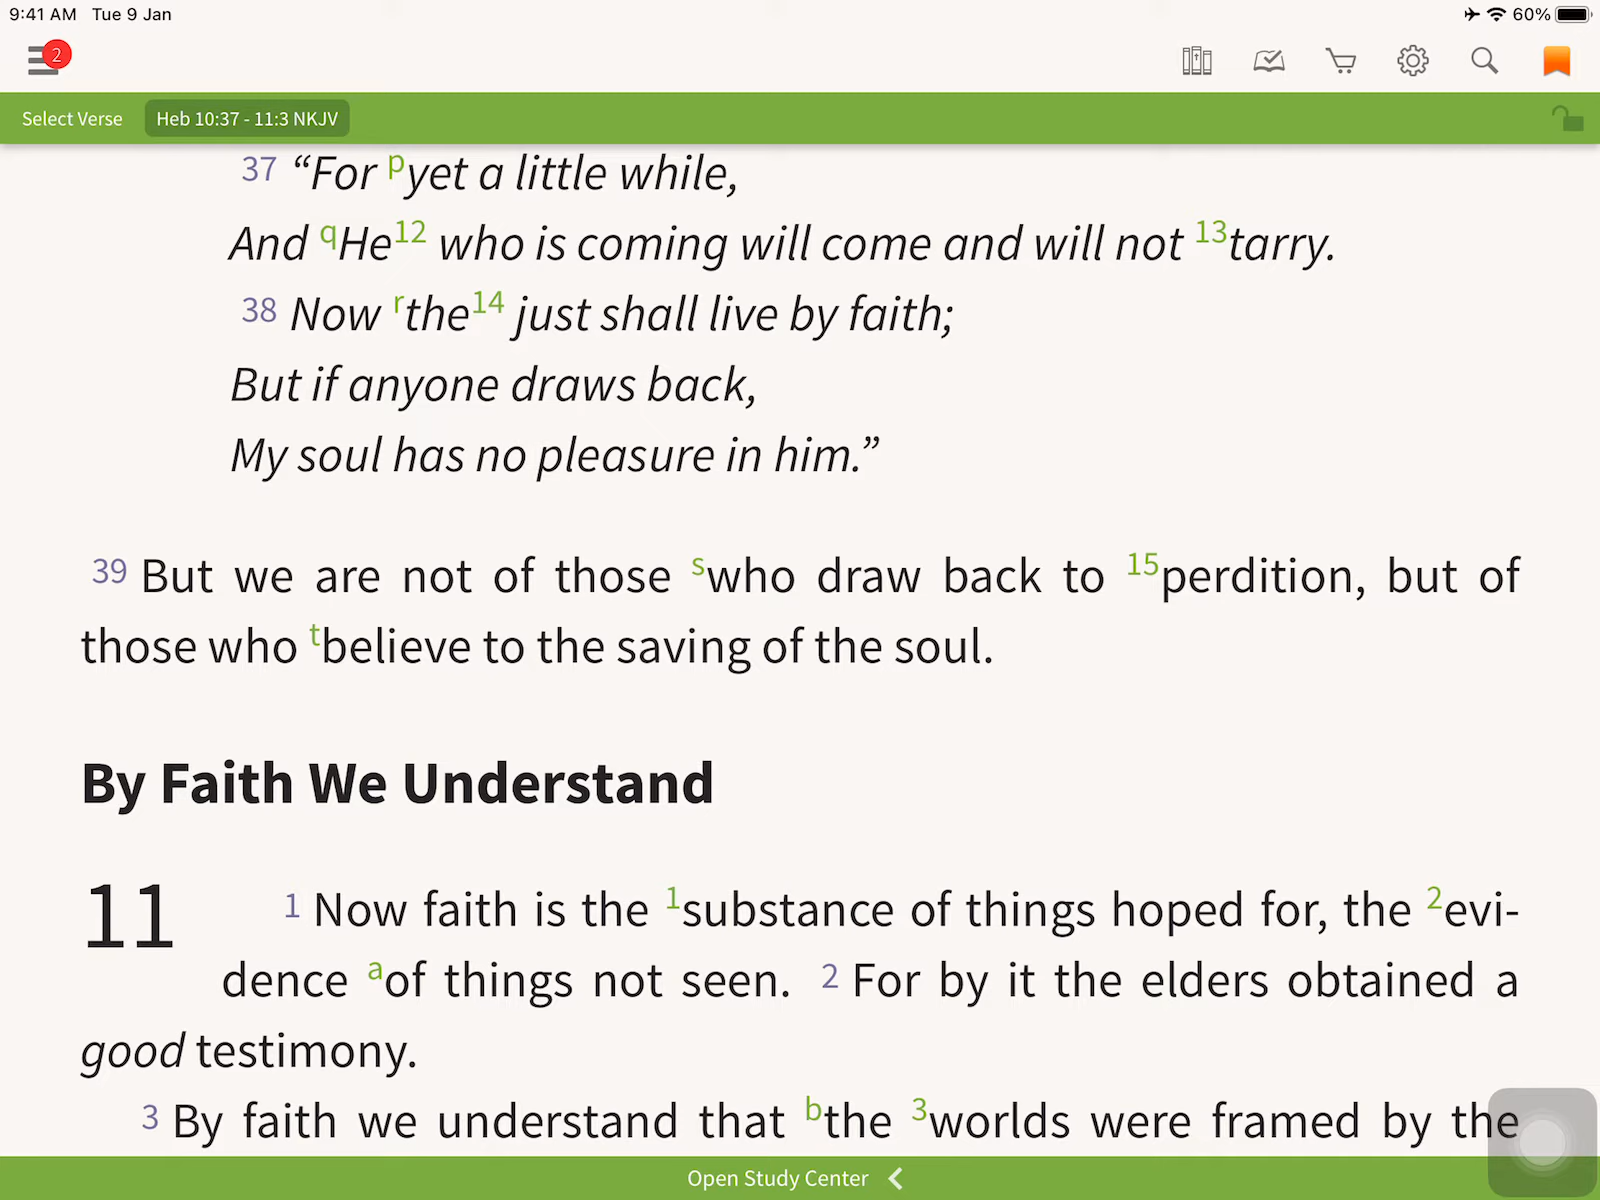 9:41 AM Tue 9 Jan 60%
2
Select Verse Heb 10:37 - 11:3 NKJV
37 “For pyet a little while,
And qHe12 who is coming will come and will not 13tarry.
38 Now rthe14 just shall live by faith;
But if anyone draws back,
My soul has no pleasure in him.”
39 But we are not of those swho draw back to 15perdition, but of
those who tbelieve to the saving of the soul.
By Faith We Understand
11 1 Now faith is the 1substance of things hoped for, the 2evi-
dence aof things not seen. 2 For by it the elders obtained a
good testimony.
3 By faith we understand that bthe 3worlds were framed by the
Open Study Center